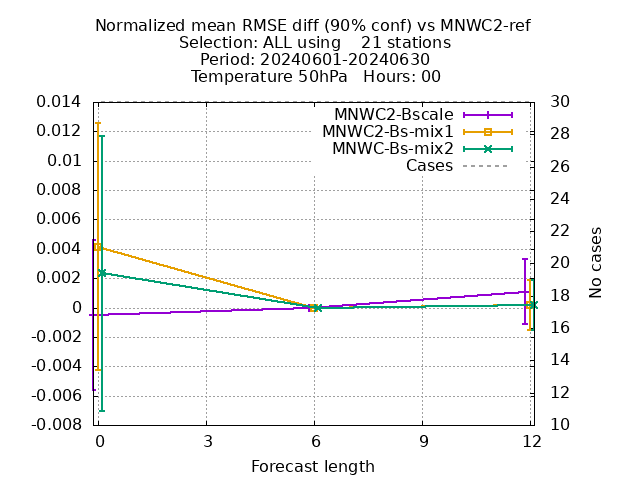 Normalized mean RMSE diff (90% conf) vs MNWC2-ref
Selection: ALL using 21 stations
Period: 20240601-20240630
Temperature 50hPa Hours: 00
MNWC2-Bscale
MNWC2-Bs-mix1
MNWC-Bs-mix2
Cases
0.014
0.012
0.01
0.008
0.006
0.004
0.002
0
-0.002
-0.004
-0.006
-0.008
30
28
26
24
22
20
18
16
14
12
10
No cases
0 3 6 9 12
Forecast length